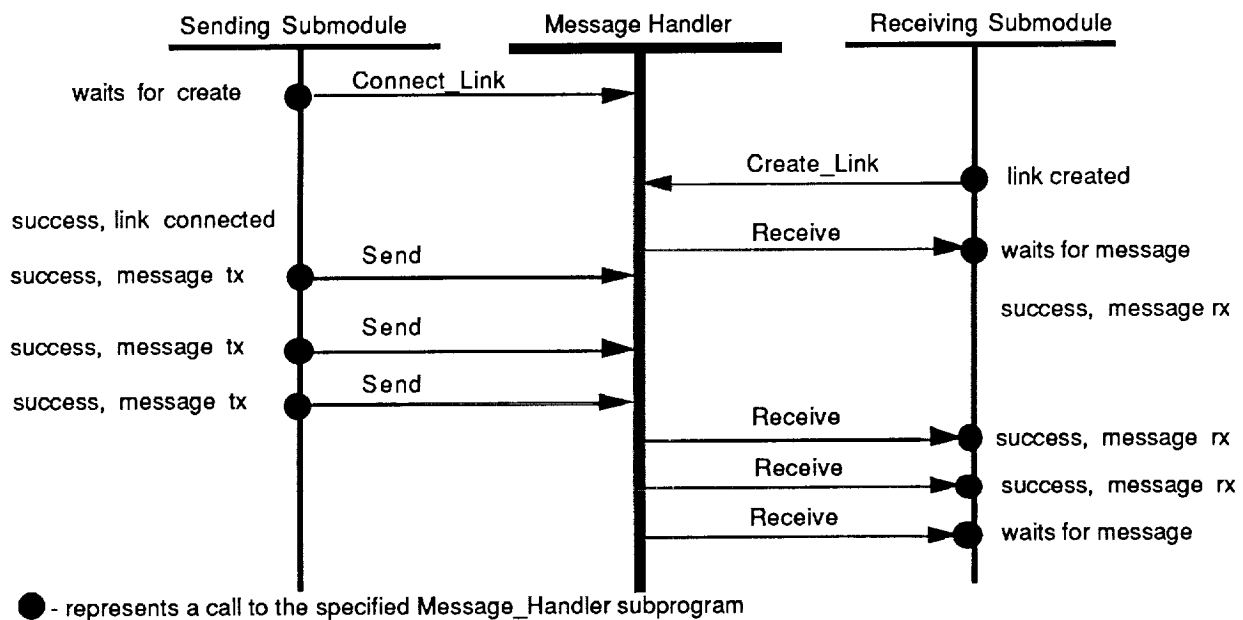 Sending Submodule
Message Handler
Receiving Submodule
waits for create
Connect_Link
Create_Link
link created
success, link connected
Receive
waits for message
Send
success, message tx
success, message rx
Send
success, message tx
Send
success, message tx
Receive
success, message rx
Receive
success, message rx
Receive
waits for message
- represents a call to the specified Message_Handler subprogram